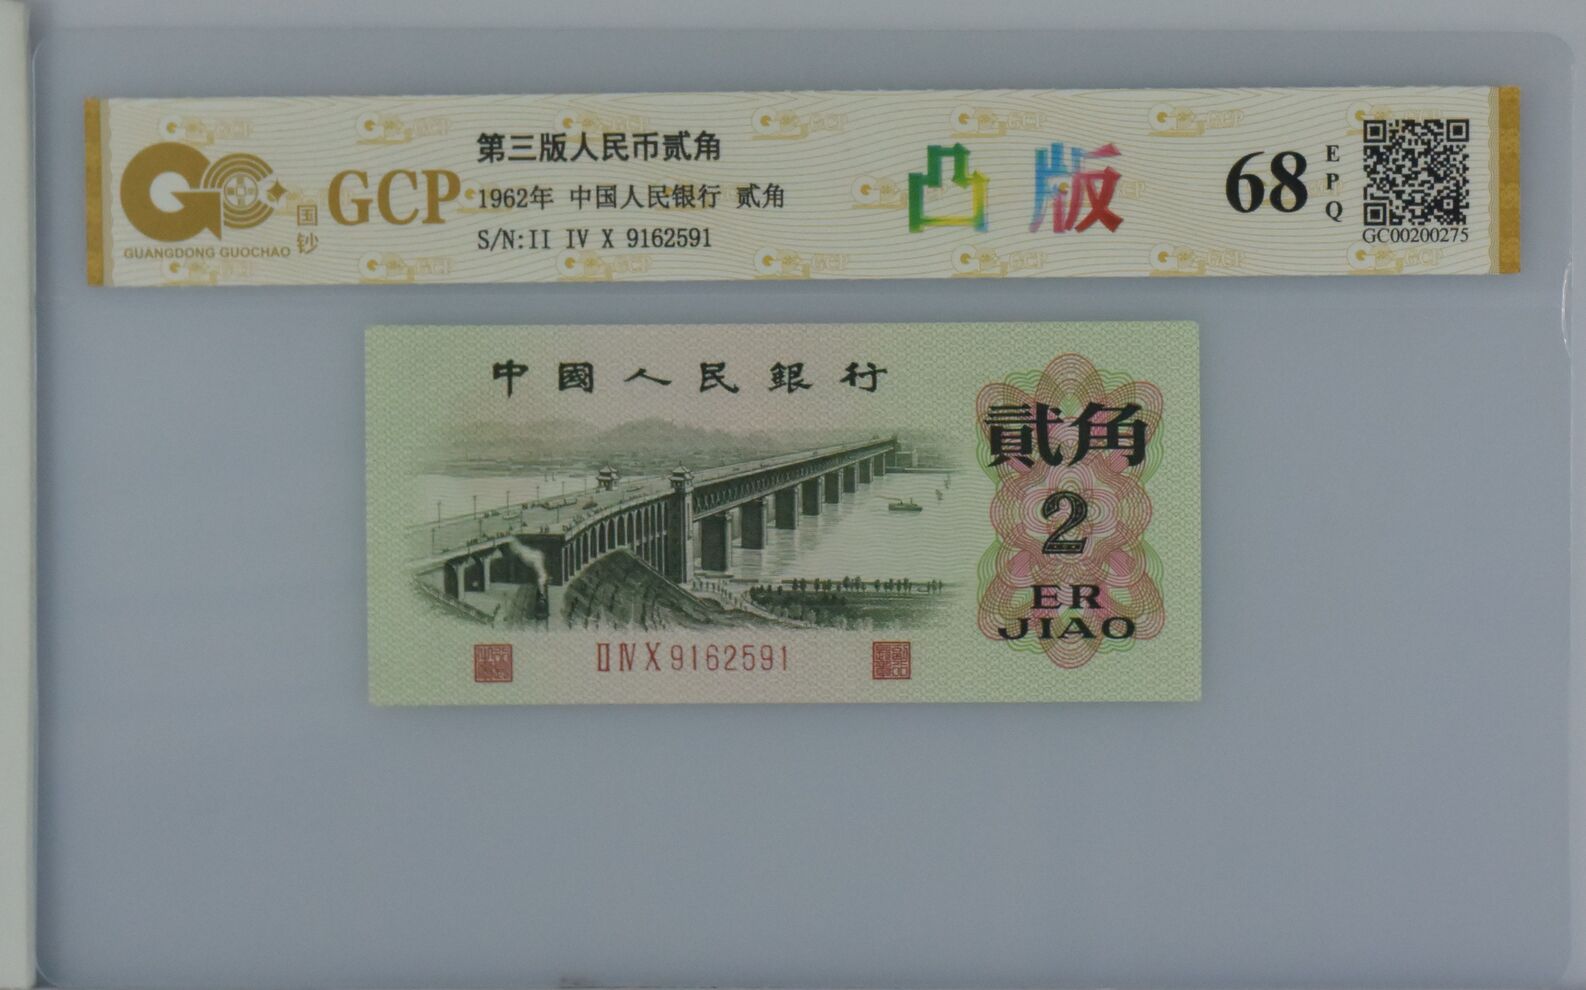 GUANGDONG GUOCHAO
国钞
GCP
第三版人民币贰角
1962年 中国人民银行 贰角
S/N:II IV X 9162591
凸版
68
EPQ
GC00200275
中國人民銀行
貳角
2
ER
JIAO
II IV X 9162591